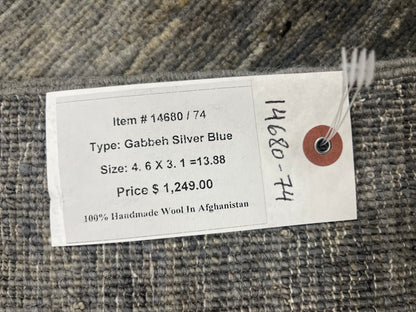 Item # 14680 / 74
Type: Gabbeh Silver Blue
Size: 4. 6 X 3. 1 =13.88
Price $ 1,249.00
100% Handmade Wool In Afghanistan
14680-74